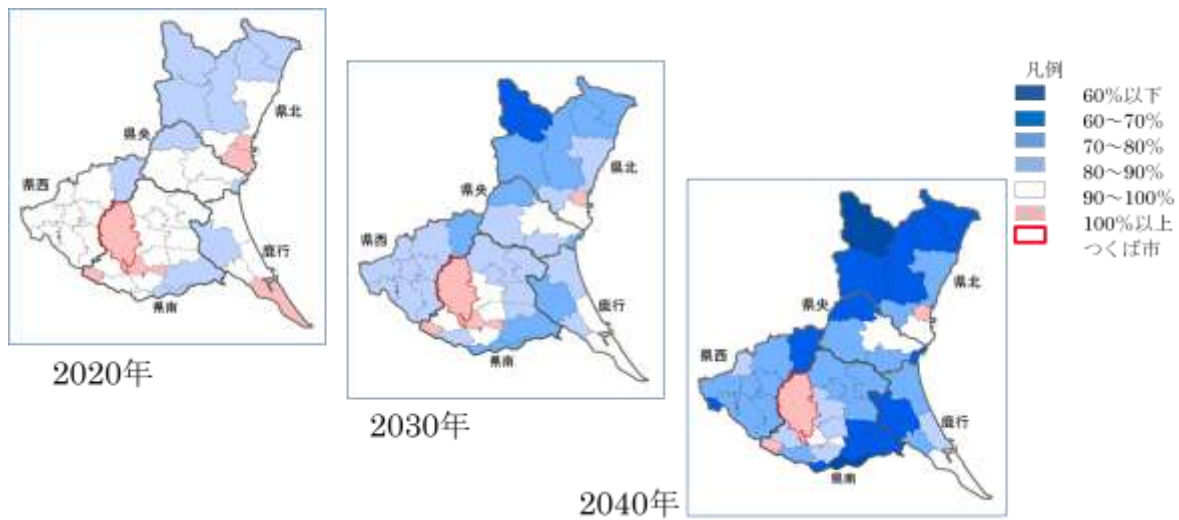 県北
県央
県西
鹿行
県南
2020年
県北
県央
県西
鹿行
県南
2030年
県北
県央
県西
鹿行
県南
2040年
凡例
60%以下
60～70%
70～80%
80～90%
90～100%
100%以上
つくば市